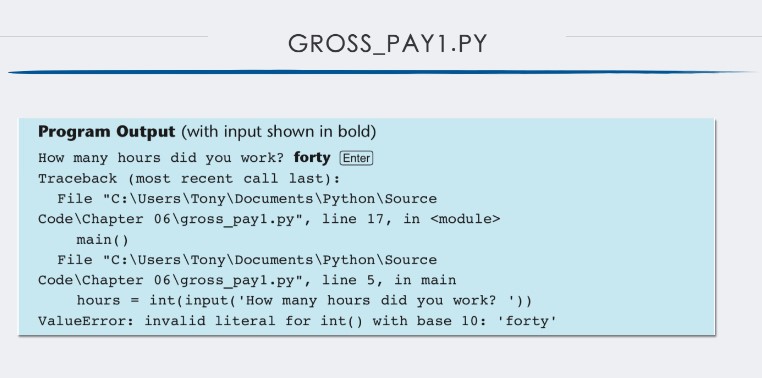 GROSS_PAY1.PY
Program Output (with input shown in bold)
How many hours did you work? forty Enter
Traceback (most recent call last):
File "C:\Users\Tony\Documents\Python\Source
Code\Chapter 06\gross_pay1.py", line 17, in <module>
main()
File "C:\Users\Tony\Documents\Python\Source
Code\Chapter 06\gross_pay1.py", line 5, in main
hours = int(input('How many hours did you work? '))
ValueError: invalid literal for int() with base 10: 'forty'